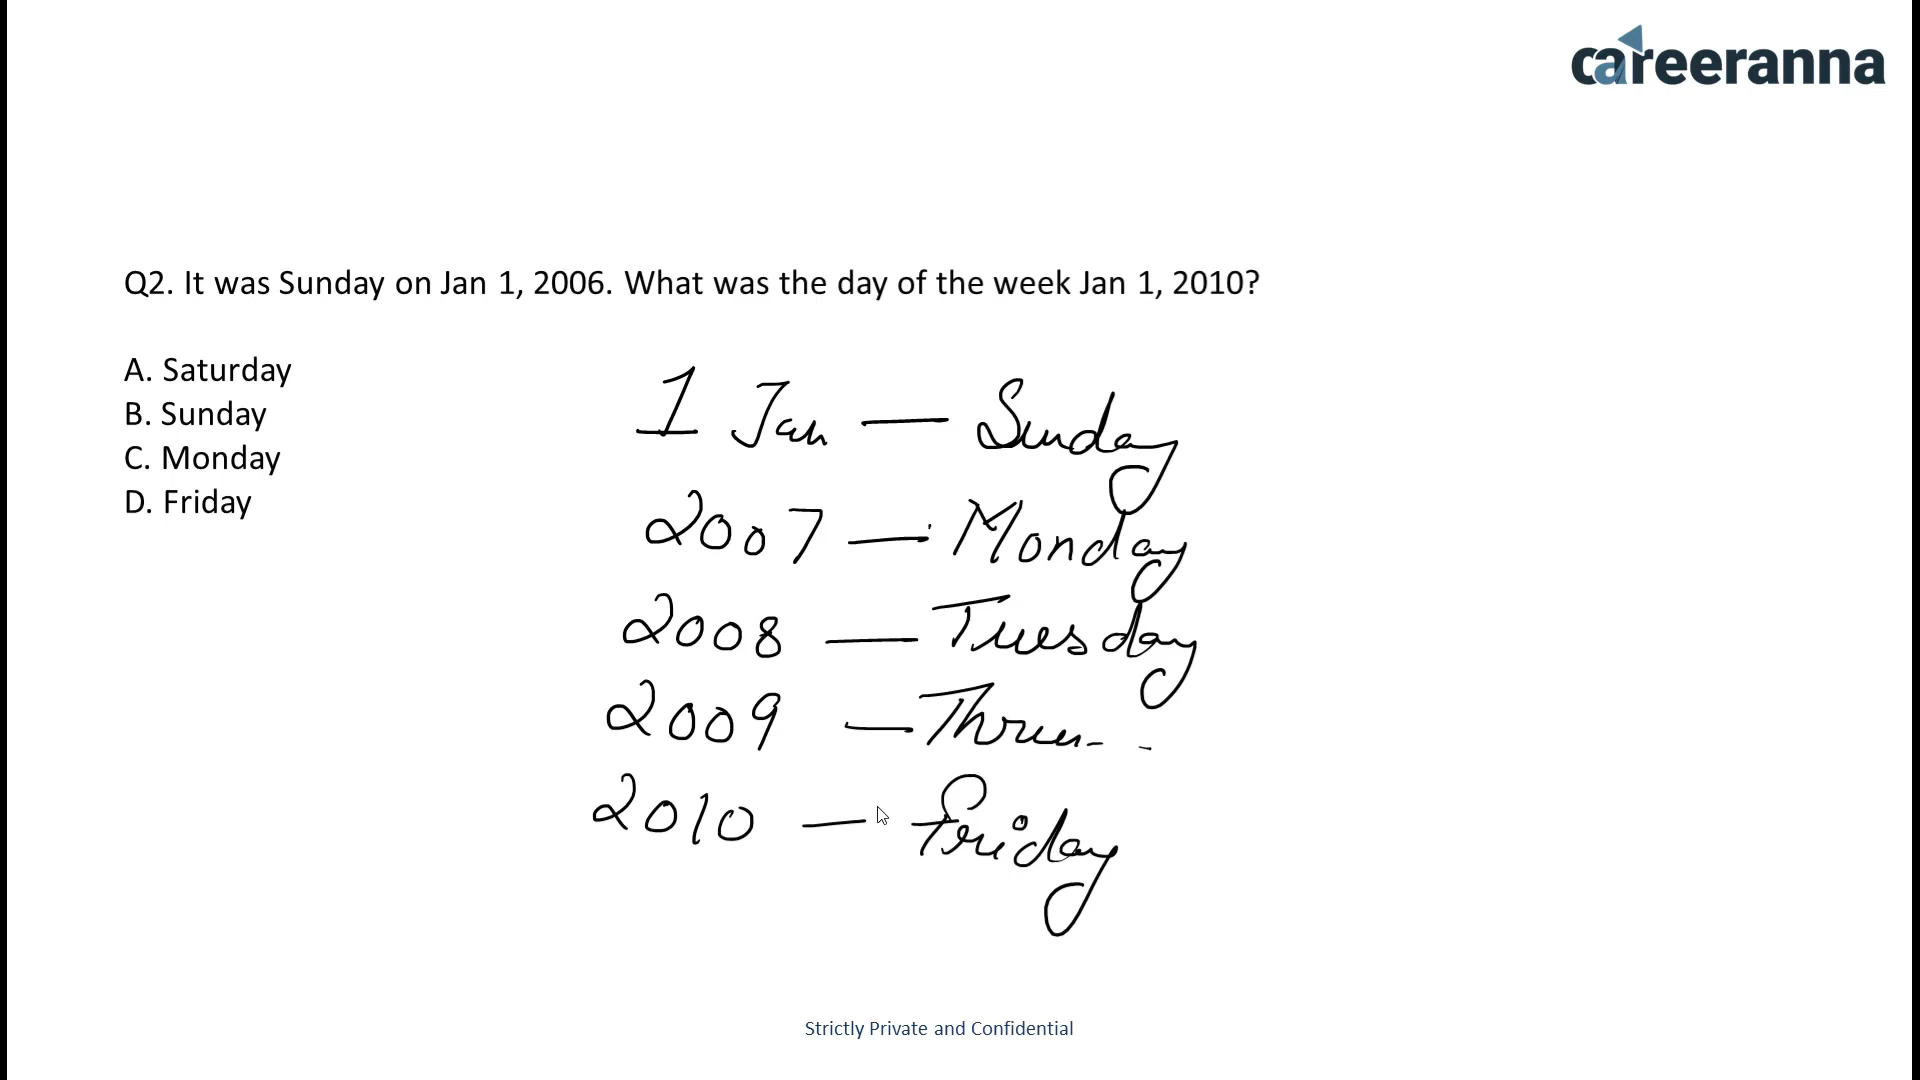 careeranna
Q2. It was Sunday on Jan 1, 2006. What was the day of the week Jan 1, 2010?
A. Saturday
B. Sunday
C. Monday
D. Friday
1 Jan — Sunday
2007 — Monday
2008 — Tuesday
2009 —
2010 — Friday
Strictly Private and Confidential